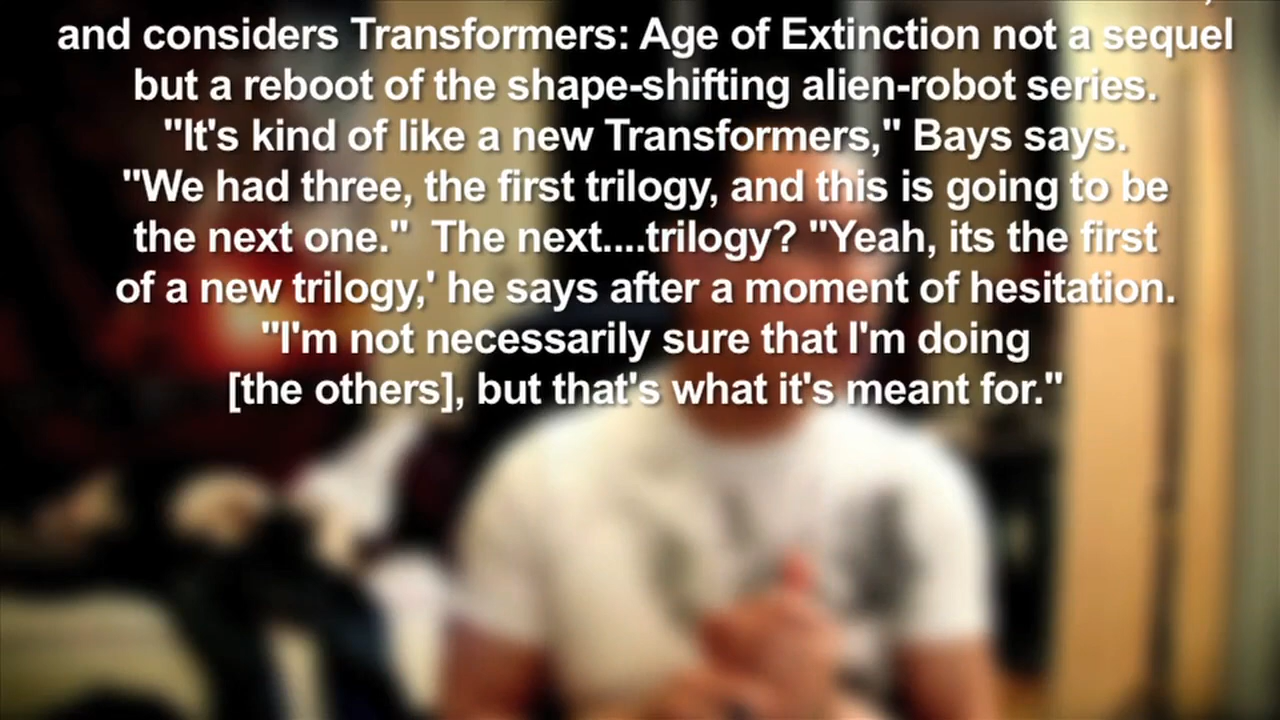 and considers Transformers: Age of Extinction not a sequel
but a reboot of the shape-shifting alien-robot series.
"It's kind of like a new Transformers," Bays says.
"We had three, the first trilogy, and this is going to be
the next one."  The next....trilogy? "Yeah, its the first
of a new trilogy,' he says after a moment of hesitation.
"I'm not necessarily sure that I'm doing
[the others], but that's what it's meant for."